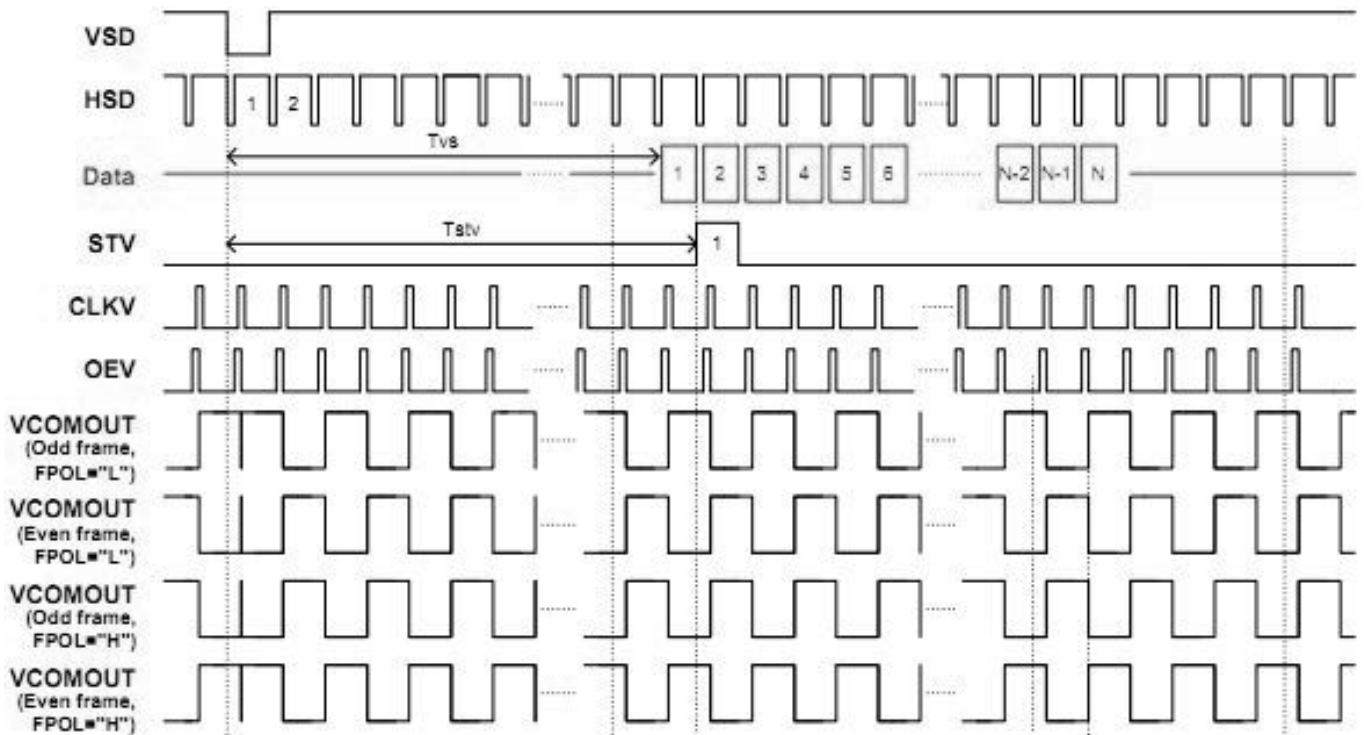 VSD
HSD
1 2
Tvs
Data
1 2 3 4 5 6 N-2 N-1 N
Tstv
STV
1
CLKV
OEV
VCOMOUT
(Odd frame,
FPOL="L")
VCOMOUT
(Even frame,
FPOL="L")
VCOMOUT
(Odd frame,
FPOL="H")
VCOMOUT
(Even frame,
FPOL="H")